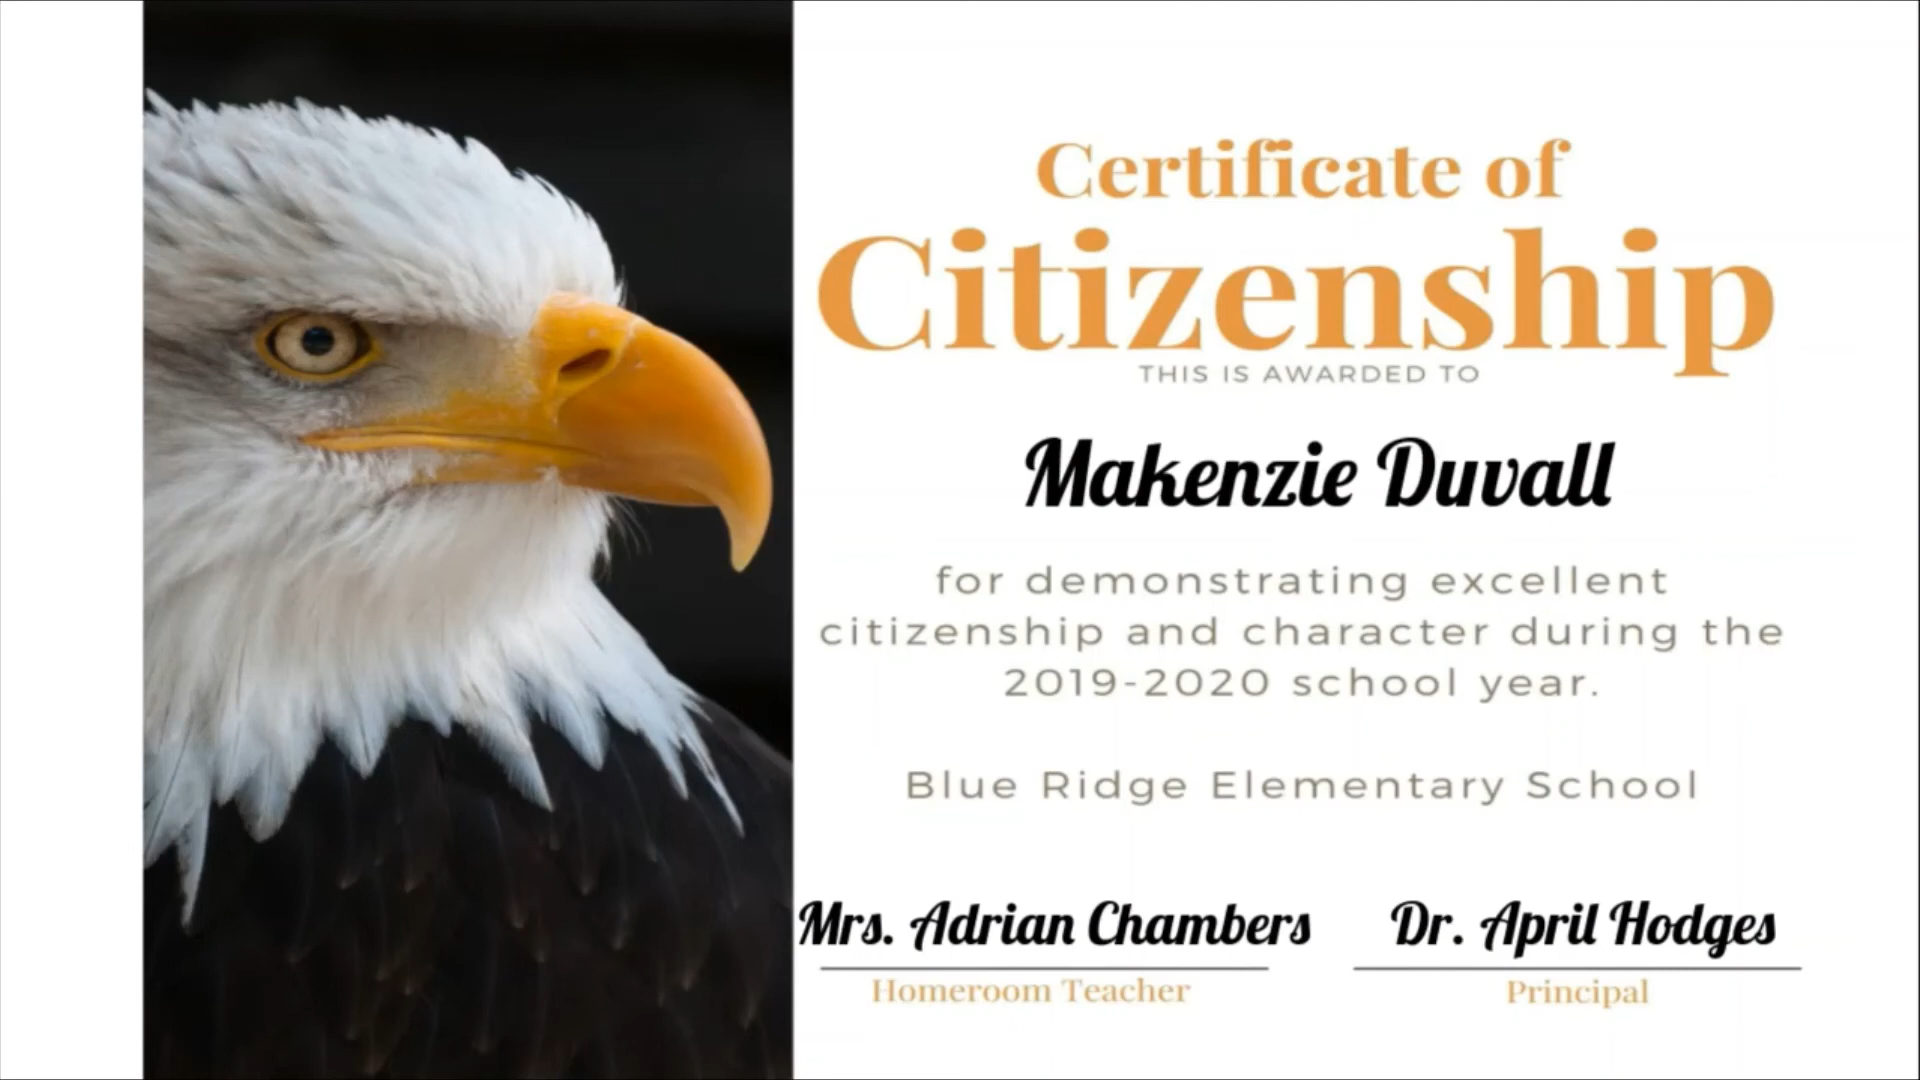 Certificate of
Citizenship
THIS IS AWARDED TO
Makenzie Duvall
for demonstrating excellent
citizenship and character during the
2019-2020 school year.
Blue Ridge Elementary School
Mrs. Adrian Chambers
Homeroom Teacher
Dr. April Hodges
Principal